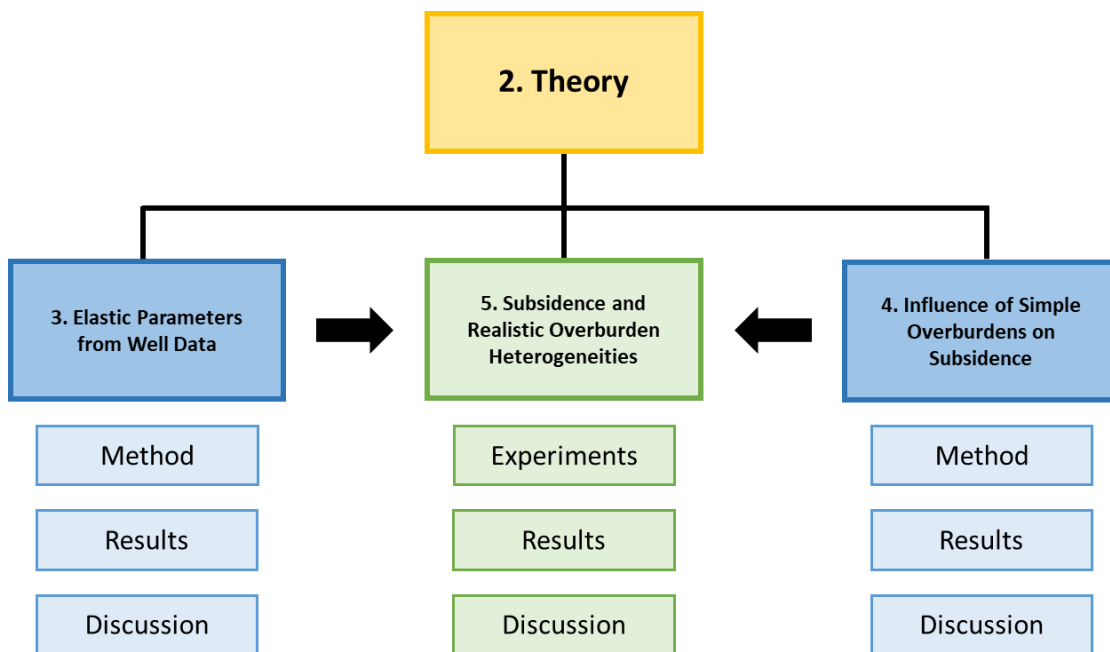 2. Theory
3. Elastic Parameters
from Well Data
Method
Results
Discussion
5. Subsidence and
Realistic Overburden
Heterogeneities
Experiments
Results
Discussion
4. Influence of Simple
Overburdens on
Subsidence
Method
Results
Discussion